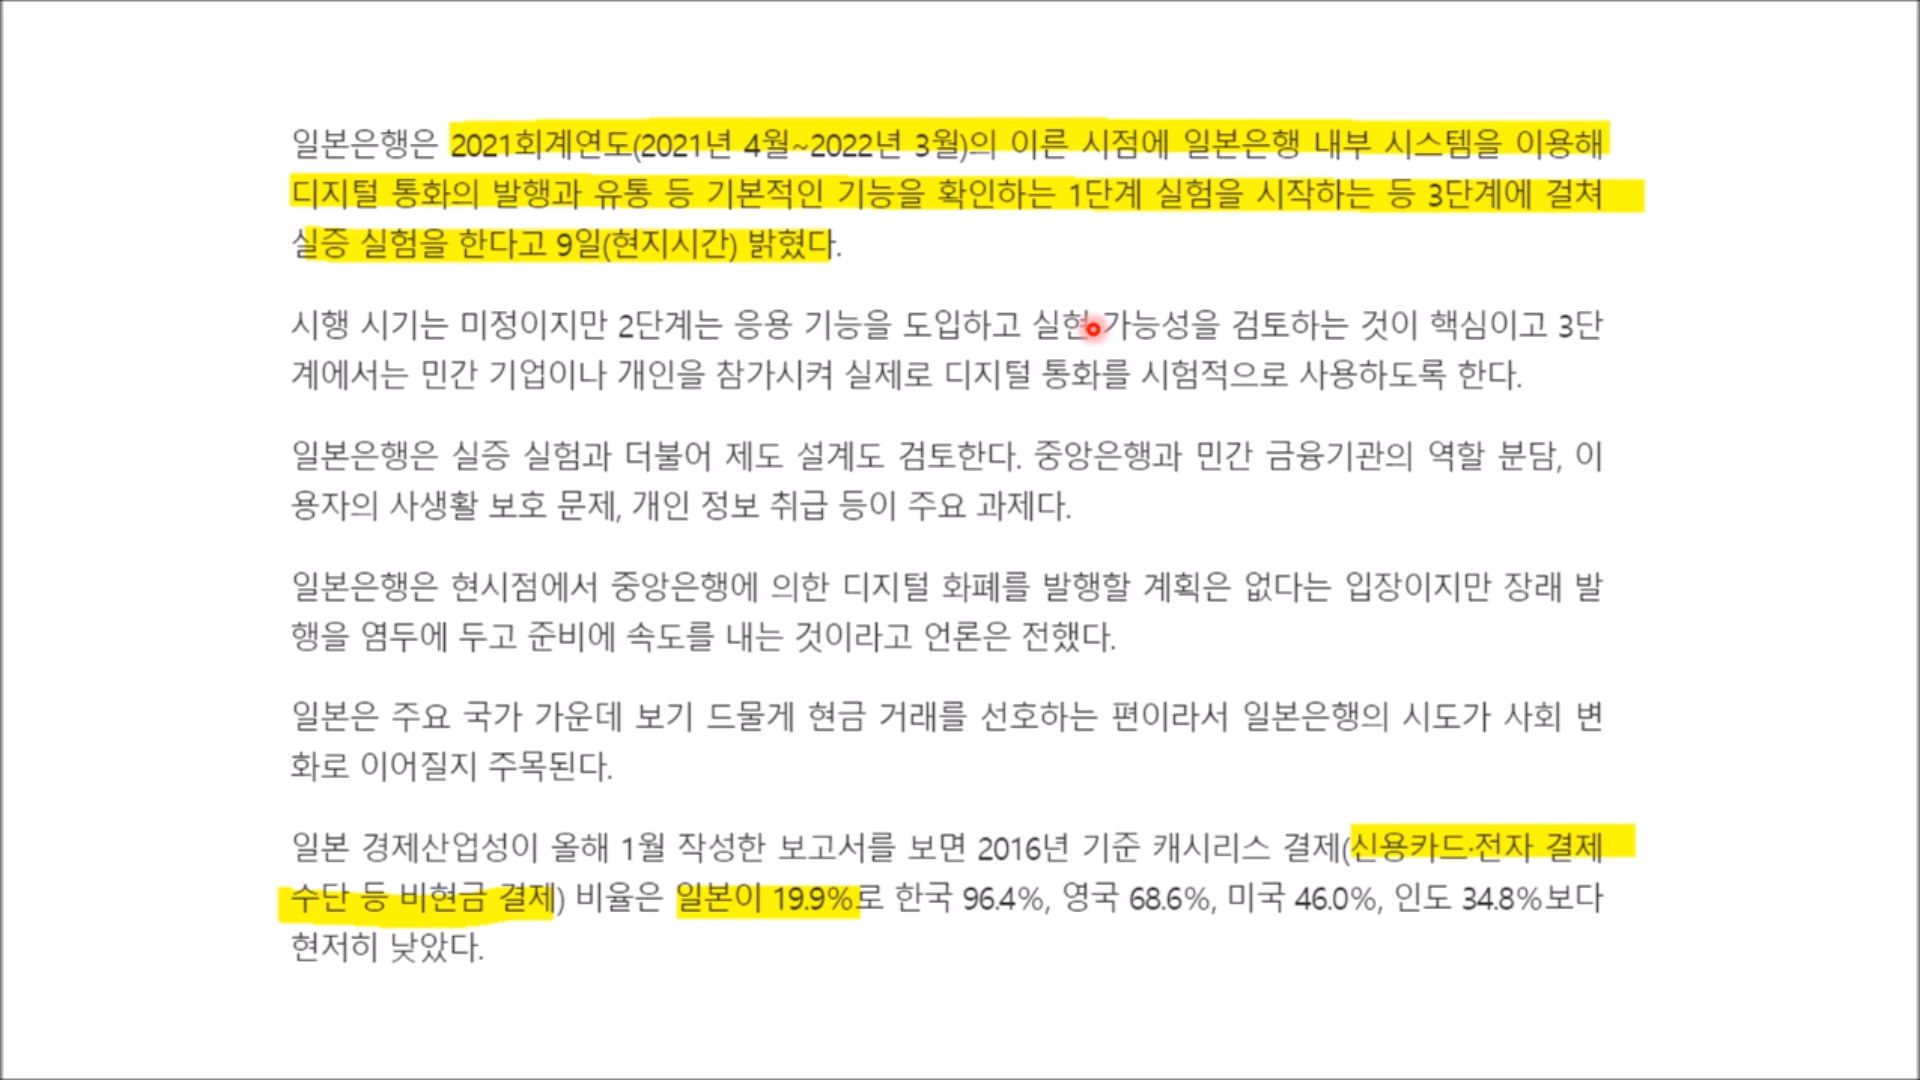 일본은행은 2021회계연도(2021년 4월~2022년 3월)의 이른 시점에 일본은행 내부 시스템을 이용해
디지털 통화의 발행과 유통 등 기본적인 기능을 확인하는 1단계 실험을 시작하는 등 3단계에 걸쳐
실증 실험을 한다고 9일(현지시간) 밝혔다.
시행 시기는 미정이지만 2단계는 응용 기능을 도입하고 실현 가능성을 검토하는 것이 핵심이고 3단
계에서는 민간 기업이나 개인을 참가시켜 실제로 디지털 통화를 시험적으로 사용하도록 한다.
일본은행은 실증 실험과 더불어 제도 설계도 검토한다. 중앙은행과 민간 금융기관의 역할 분담, 이
용자의 사생활 보호 문제, 개인 정보 취급 등이 주요 과제다.
일본은행은 현시점에서 중앙은행에 의한 디지털 화폐를 발행할 계획은 없다는 입장이지만 장래 발
행을 염두에 두고 준비에 속도를 내는 것이라고 언론은 전했다.
일본은 주요 국가 가운데 보기 드물게 현금 거래를 선호하는 편이라서 일본은행의 시도가 사회 변
화로 이어질지 주목된다.
일본 경제산업성이 올해 1월 작성한 보고서를 보면 2016년 기준 캐시리스 결제(신용카드·전자 결제
수단 등 비현금 결제) 비율은 일본이 19.9%로 한국 96.4%, 영국 68.6%, 미국 46.0%, 인도 34.8%보다
현저히 낮았다.